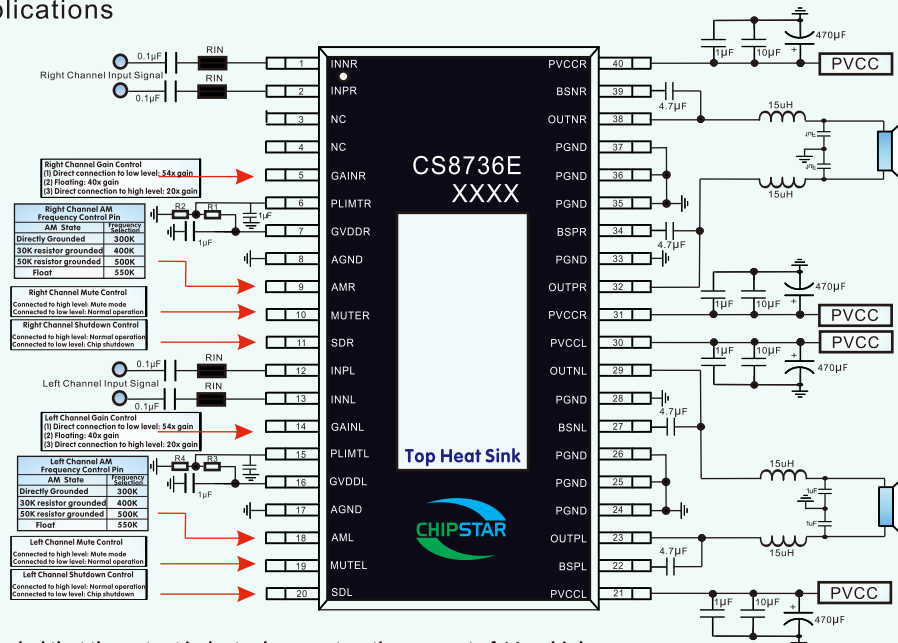 plications
0.1µF
RIN
Right Channel Input Signal
RIN
0.1µF
Right Channel Gain Control
(1) Direct connection to low level: 54x gain
(2) Floating: 40x gain
(3) Direct connection to high level: 20x gain
R2 R1
1µF
1µF
Right Channel AM
Frequency Control Pin
AM State Frequency Selection
Directly Grounded 300K
30K resistor grounded 400K
50K resistor grounded 500K
Float 550K
Right Channel Mute Control
Connected to high level: Mute mode
Connected to low level: Normal operation
Right Channel Shutdown Control
Connected to high level: Normal operation
Connected to low level: Chip shutdown
0.1µF
RIN
Left Channel Input Signal
RIN
0.1µF
Left Channel Gain Control
(1) Direct connection to low level: 54x gain
(2) Floating: 40x gain
(3) Direct connection to high level: 20x gain
R4 R3
1µF
Left Channel AM
Frequency Control Pin
AM State Frequency Selection
Directly Grounded 300K
30K resistor grounded 400K
50K resistor grounded 500K
Float 550K
Left Channel Mute Control
Connected to high level: Mute mode
Connected to low level: Normal operation
Left Channel Shutdown Control
Connected to high level: Normal operation
Connected to low level: Chip shutdown
1 INNR
2 INPR
3 NC
4 NC
5 GAINR
6 PLIMTR
7 GVDDR
8 AGND
9 AMR
10 MUTER
11 SDR
12 INPL
13 INNL
14 GAINL
15 PLIMTL
16 GVDDL
17 AGND
18 AML
19 MUTEL
20 SDL
CS8736E
XXXX
Top Heat Sink
CHIPSTAR
PVCCR 40
BSNR 39
OUTNR 38
PGND 37
PGND 36
PGND 35
BSPR 34
PGND 33
OUTPR 32
PVCCR 31
PVCCL 30
OUTNL 29
PGND 28
BSNL 27
PGND 26
PGND 25
PGND 24
OUTPL 23
BSPL 22
PVCCL 21
1µF
10µF
470µF
PVCC
4.7µF
15uH
1uF
1uF
15uH
4.7µF
1µF
10µF
470µF
PVCC
PVCC
1µF
10µF
470µF
4.7µF
15uH
1uF
1uF
15uH
4.7µF
PVCC
1µF
10µF
470µF